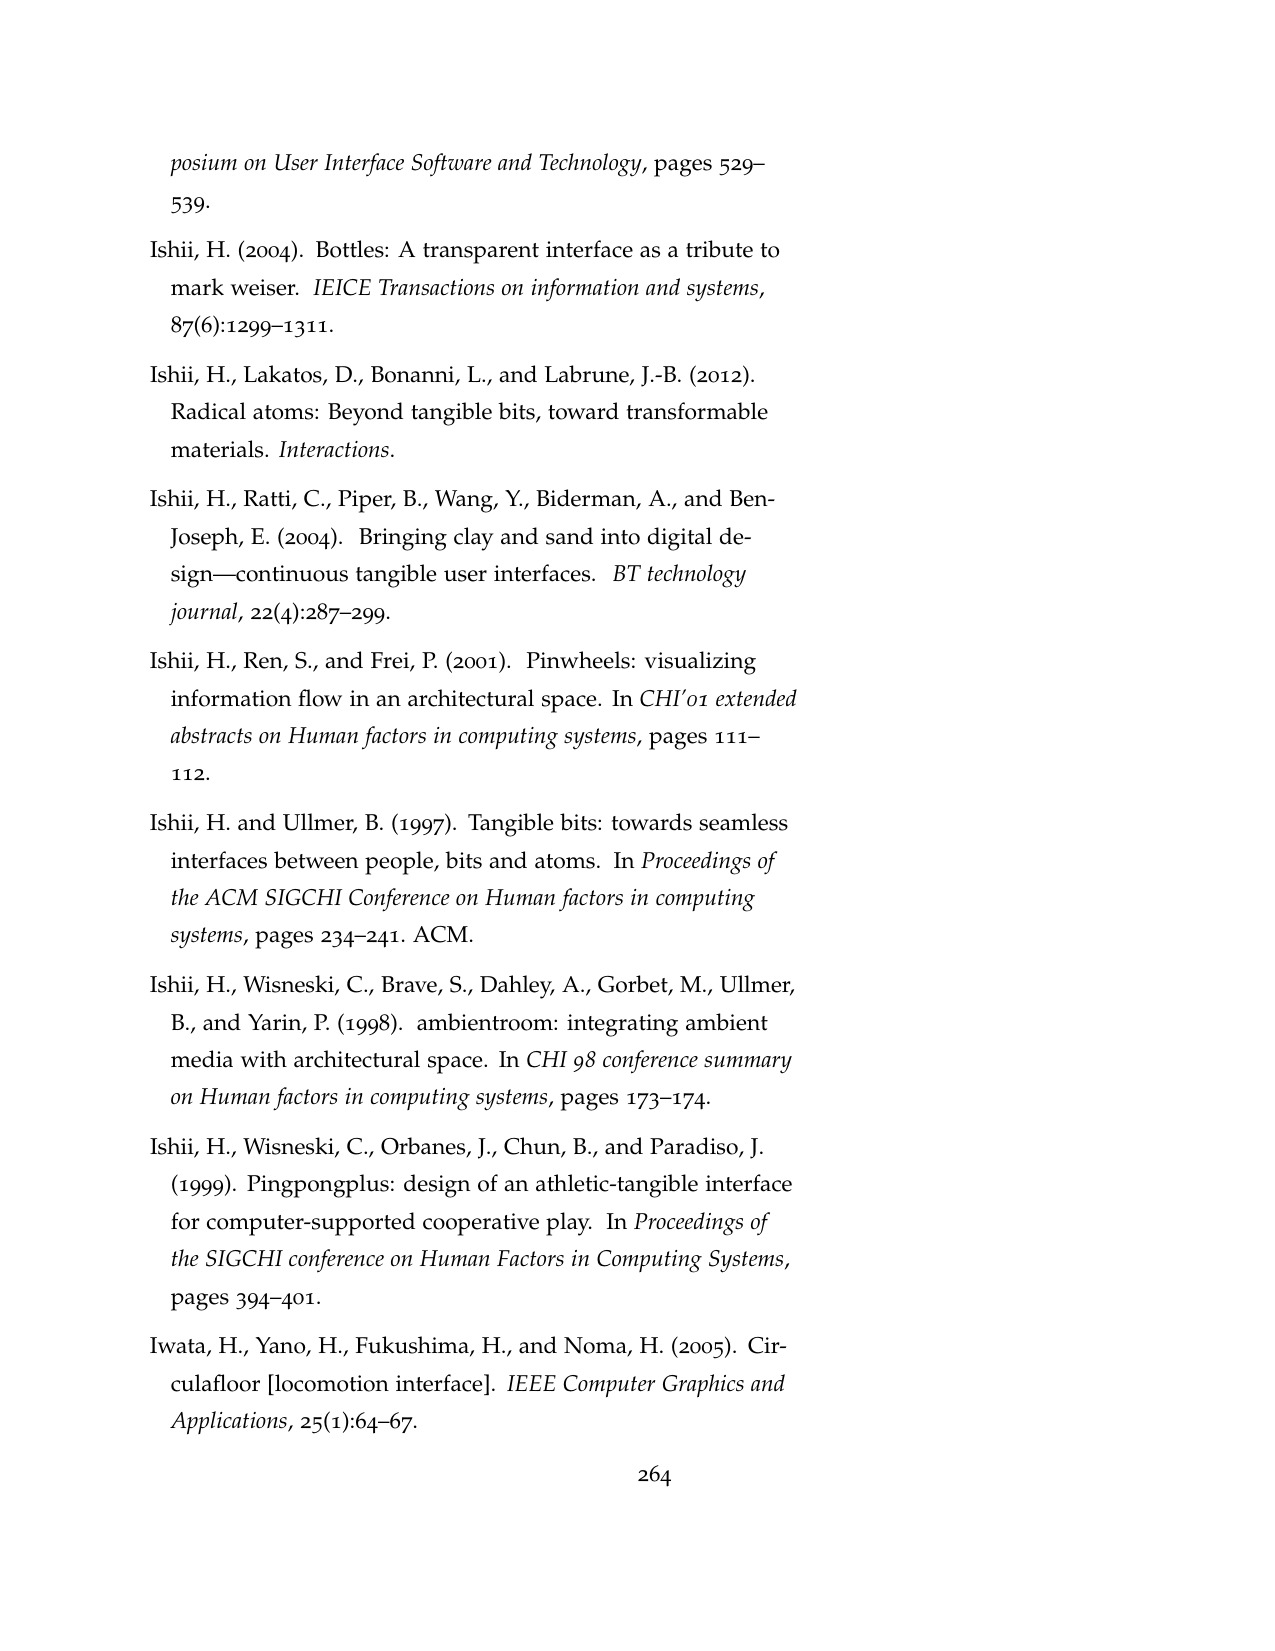 posium on User Interface Software and Technology, pages 529–
539.
Ishii, H. (2004). Bottles: A transparent interface as a tribute to
mark weiser. IEICE Transactions on information and systems,
87(6):1299–1311.
Ishii, H., Lakatos, D., Bonanni, L., and Labrune, J.-B. (2012).
Radical atoms: Beyond tangible bits, toward transformable
materials. Interactions.
Ishii, H., Ratti, C., Piper, B., Wang, Y., Biderman, A., and Ben-
Joseph, E. (2004). Bringing clay and sand into digital de-
sign—continuous tangible user interfaces. BT technology
journal, 22(4):287–299.
Ishii, H., Ren, S., and Frei, P. (2001). Pinwheels: visualizing
information flow in an architectural space. In CHI'01 extended
abstracts on Human factors in computing systems, pages 111–
112.
Ishii, H. and Ullmer, B. (1997). Tangible bits: towards seamless
interfaces between people, bits and atoms. In Proceedings of
the ACM SIGCHI Conference on Human factors in computing
systems, pages 234–241. ACM.
Ishii, H., Wisneski, C., Brave, S., Dahley, A., Gorbet, M., Ullmer,
B., and Yarin, P. (1998). ambientroom: integrating ambient
media with architectural space. In CHI 98 conference summary
on Human factors in computing systems, pages 173–174.
Ishii, H., Wisneski, C., Orbanes, J., Chun, B., and Paradiso, J.
(1999). Pingpongplus: design of an athletic-tangible interface
for computer-supported cooperative play. In Proceedings of
the SIGCHI conference on Human Factors in Computing Systems,
pages 394–401.
Iwata, H., Yano, H., Fukushima, H., and Noma, H. (2005). Cir-
culafloor [locomotion interface]. IEEE Computer Graphics and
Applications, 25(1):64–67.
264